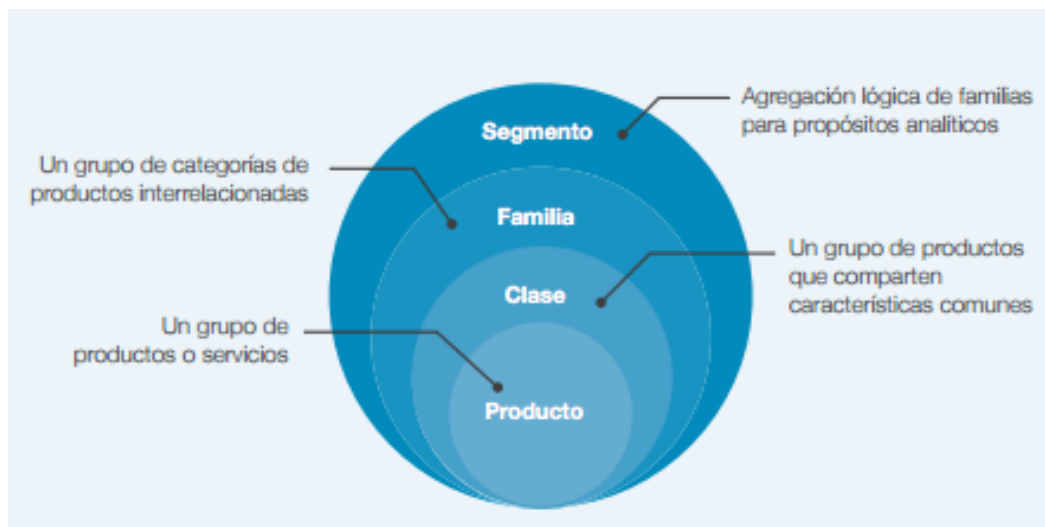 Segmento
Agregación lógica de familias
para propósitos analíticos
Un grupo de categorías de
productos interrelacionadas
Familia
Un grupo de productos
que comparten
características comunes
Clase
Un grupo de
productos o servicios
Producto